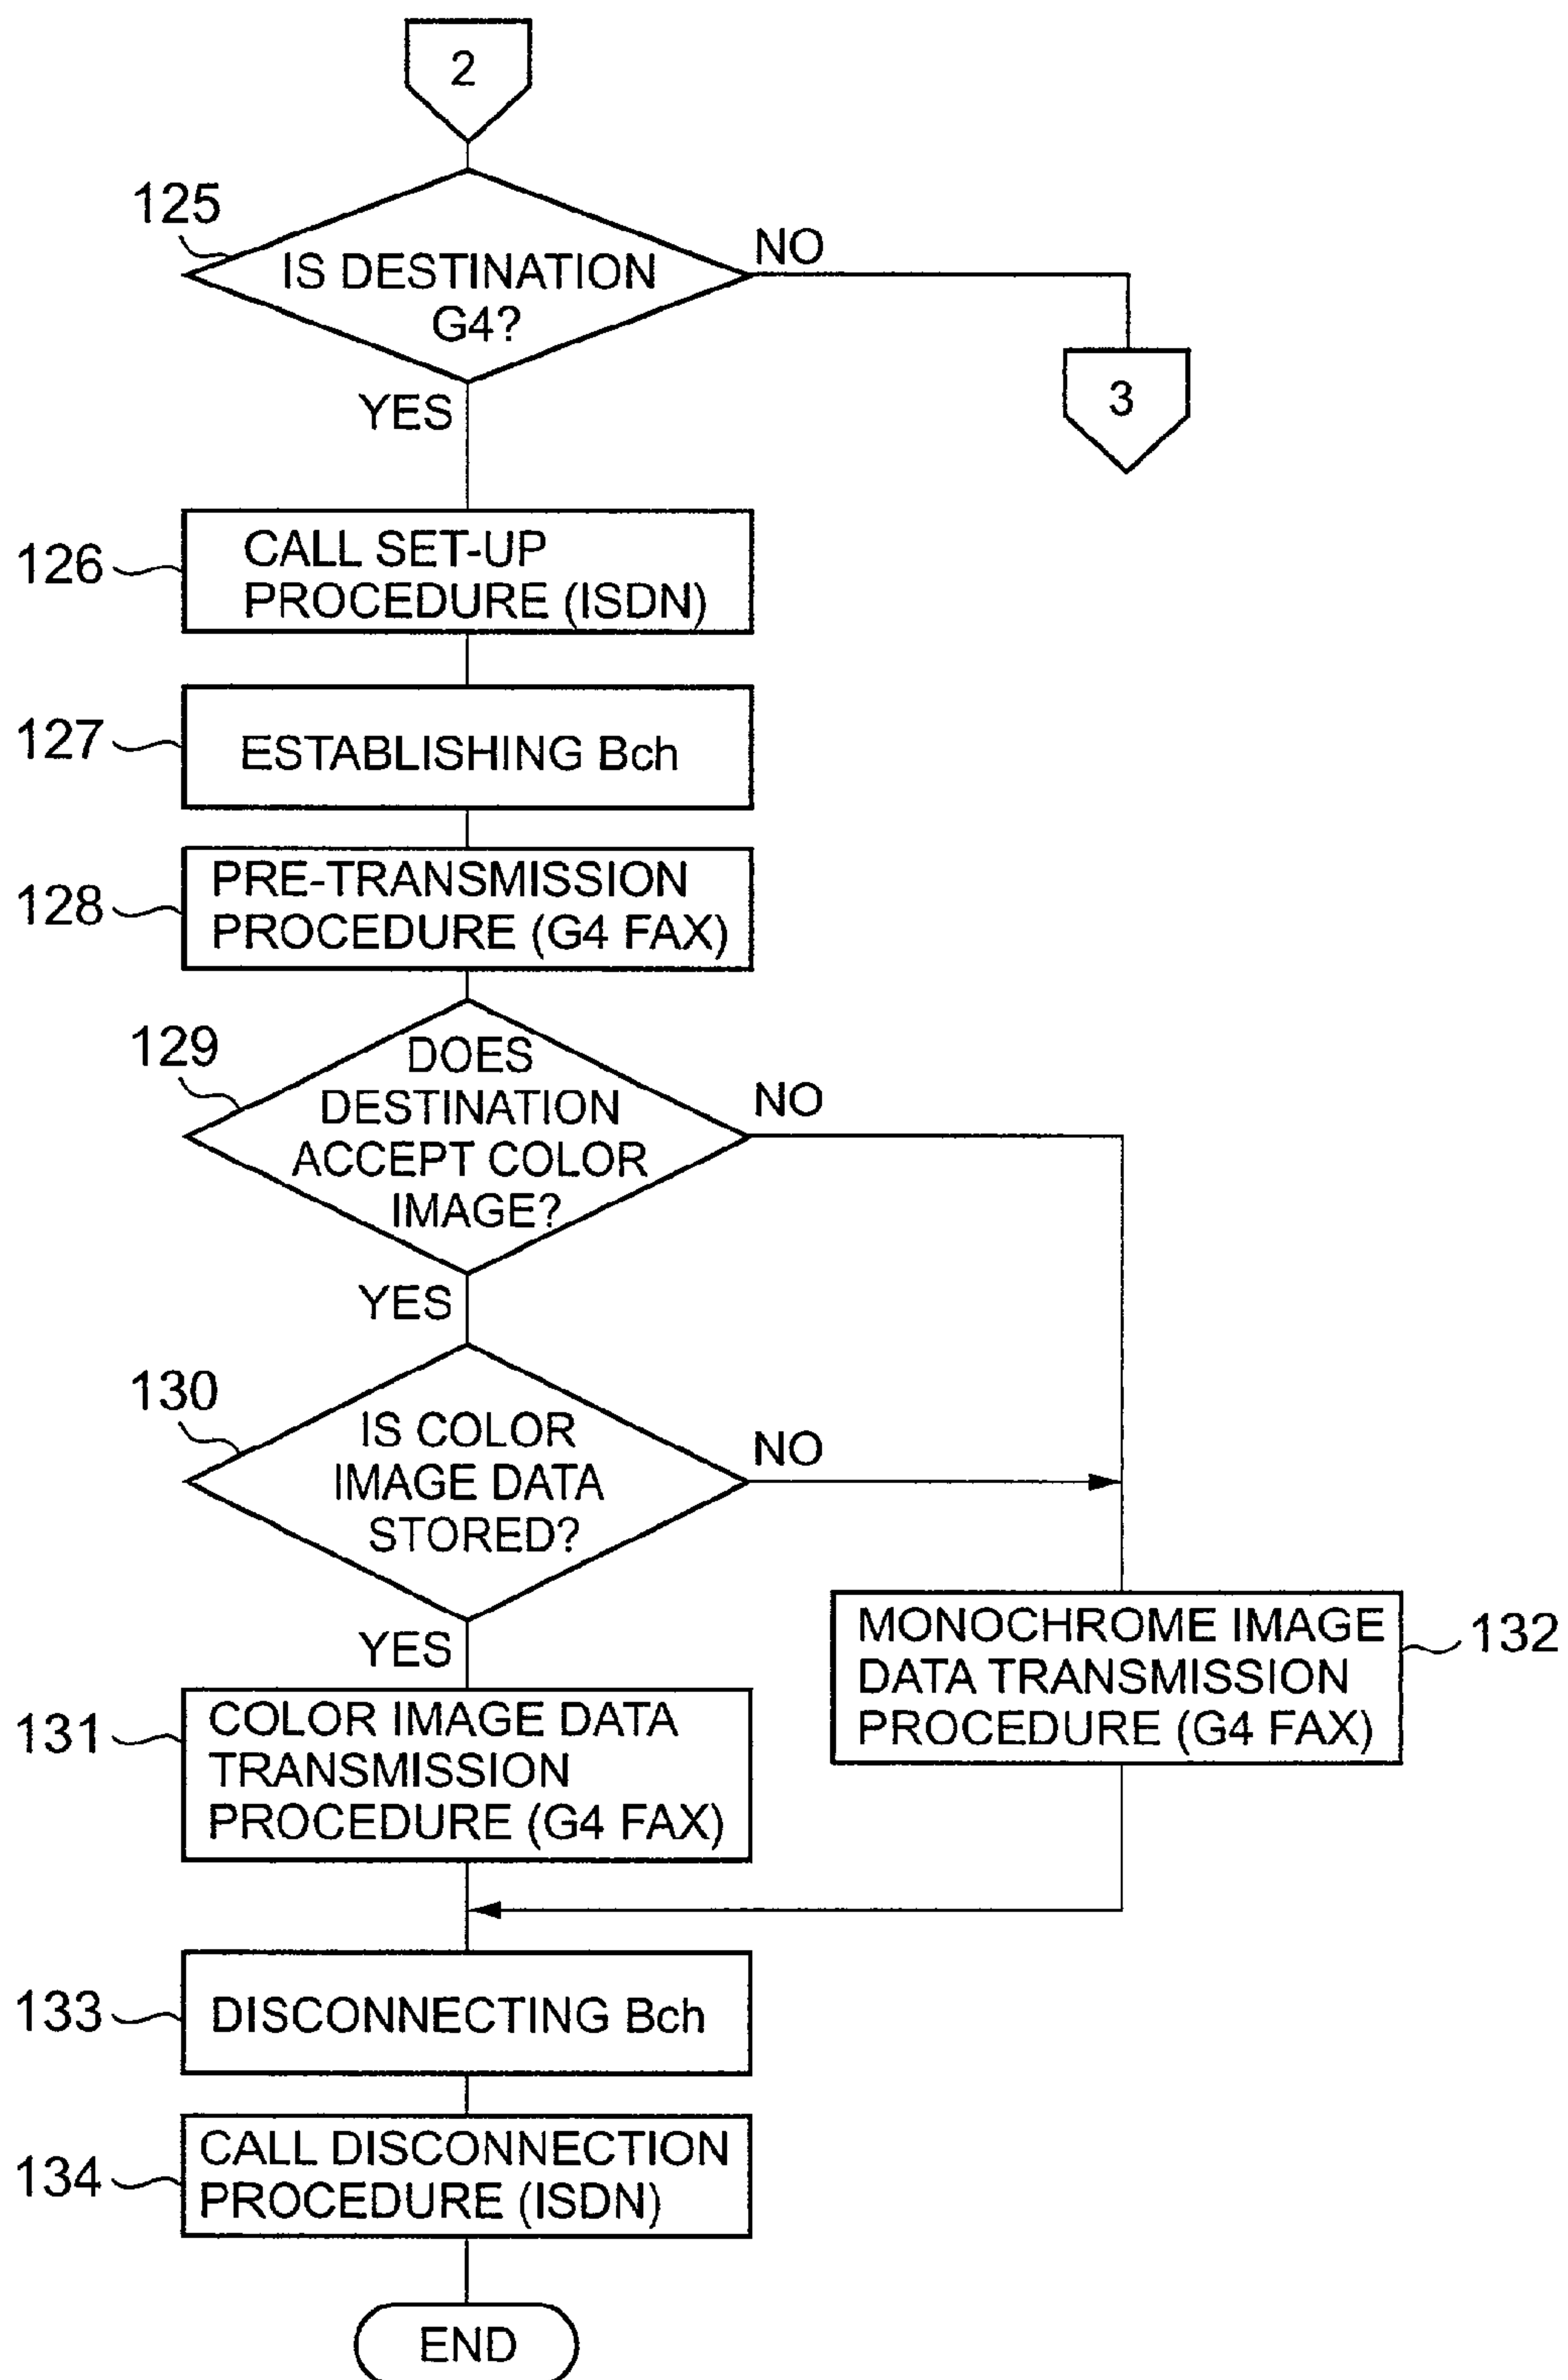 2
125
IS DESTINATION
G4?
NO
3
YES
126
CALL SET-UP
PROCEDURE (ISDN)
127
ESTABLISHING Bch
128
PRE-TRANSMISSION
PROCEDURE (G4 FAX)
129
DOES
DESTINATION
ACCEPT COLOR
IMAGE?
NO
YES
130
IS COLOR
IMAGE DATA
STORED?
NO
YES
131
COLOR IMAGE DATA
TRANSMISSION
PROCEDURE (G4 FAX)
MONOCHROME IMAGE
DATA TRANSMISSION
PROCEDURE (G4 FAX)
132
133
DISCONNECTING Bch
134
CALL DISCONNECTION
PROCEDURE (ISDN)
END